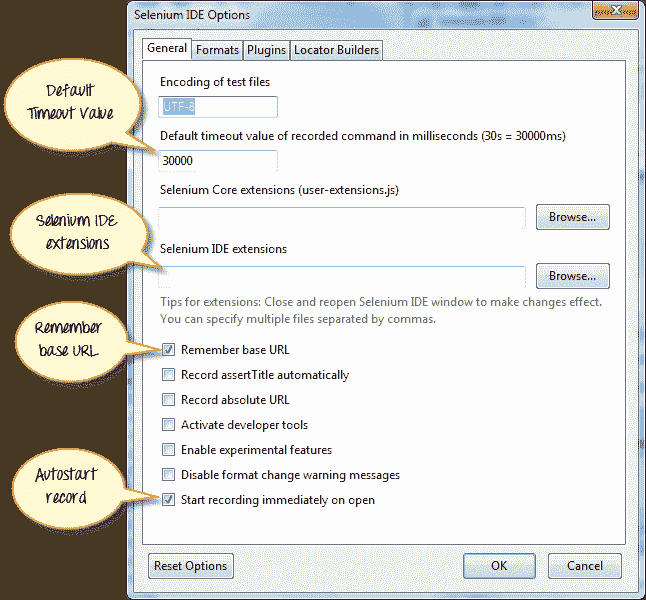 Selenium IDE Options
General Formats Plugins Locator Builders
Encoding of test files
UTF-8
Default
Timeout Value
Default timeout value of recorded command in milliseconds (30s = 30000ms)
30000
Selenium Core extensions (user-extensions.js)
Browse...
Selenium IDE
extensions
Selenium IDE extensions
Browse...
Tips for extensions: Close and reopen Selenium IDE window to make changes effect.
You can specify multiple files separated by commas.
Remember
base URL
Remember base URL
Record assertTitle automatically
Record absolute URL
Activate developer tools
Enable experimental features
Disable format change warning messages
Autostart
record
Start recording immediately on open
Reset Options OK Cancel